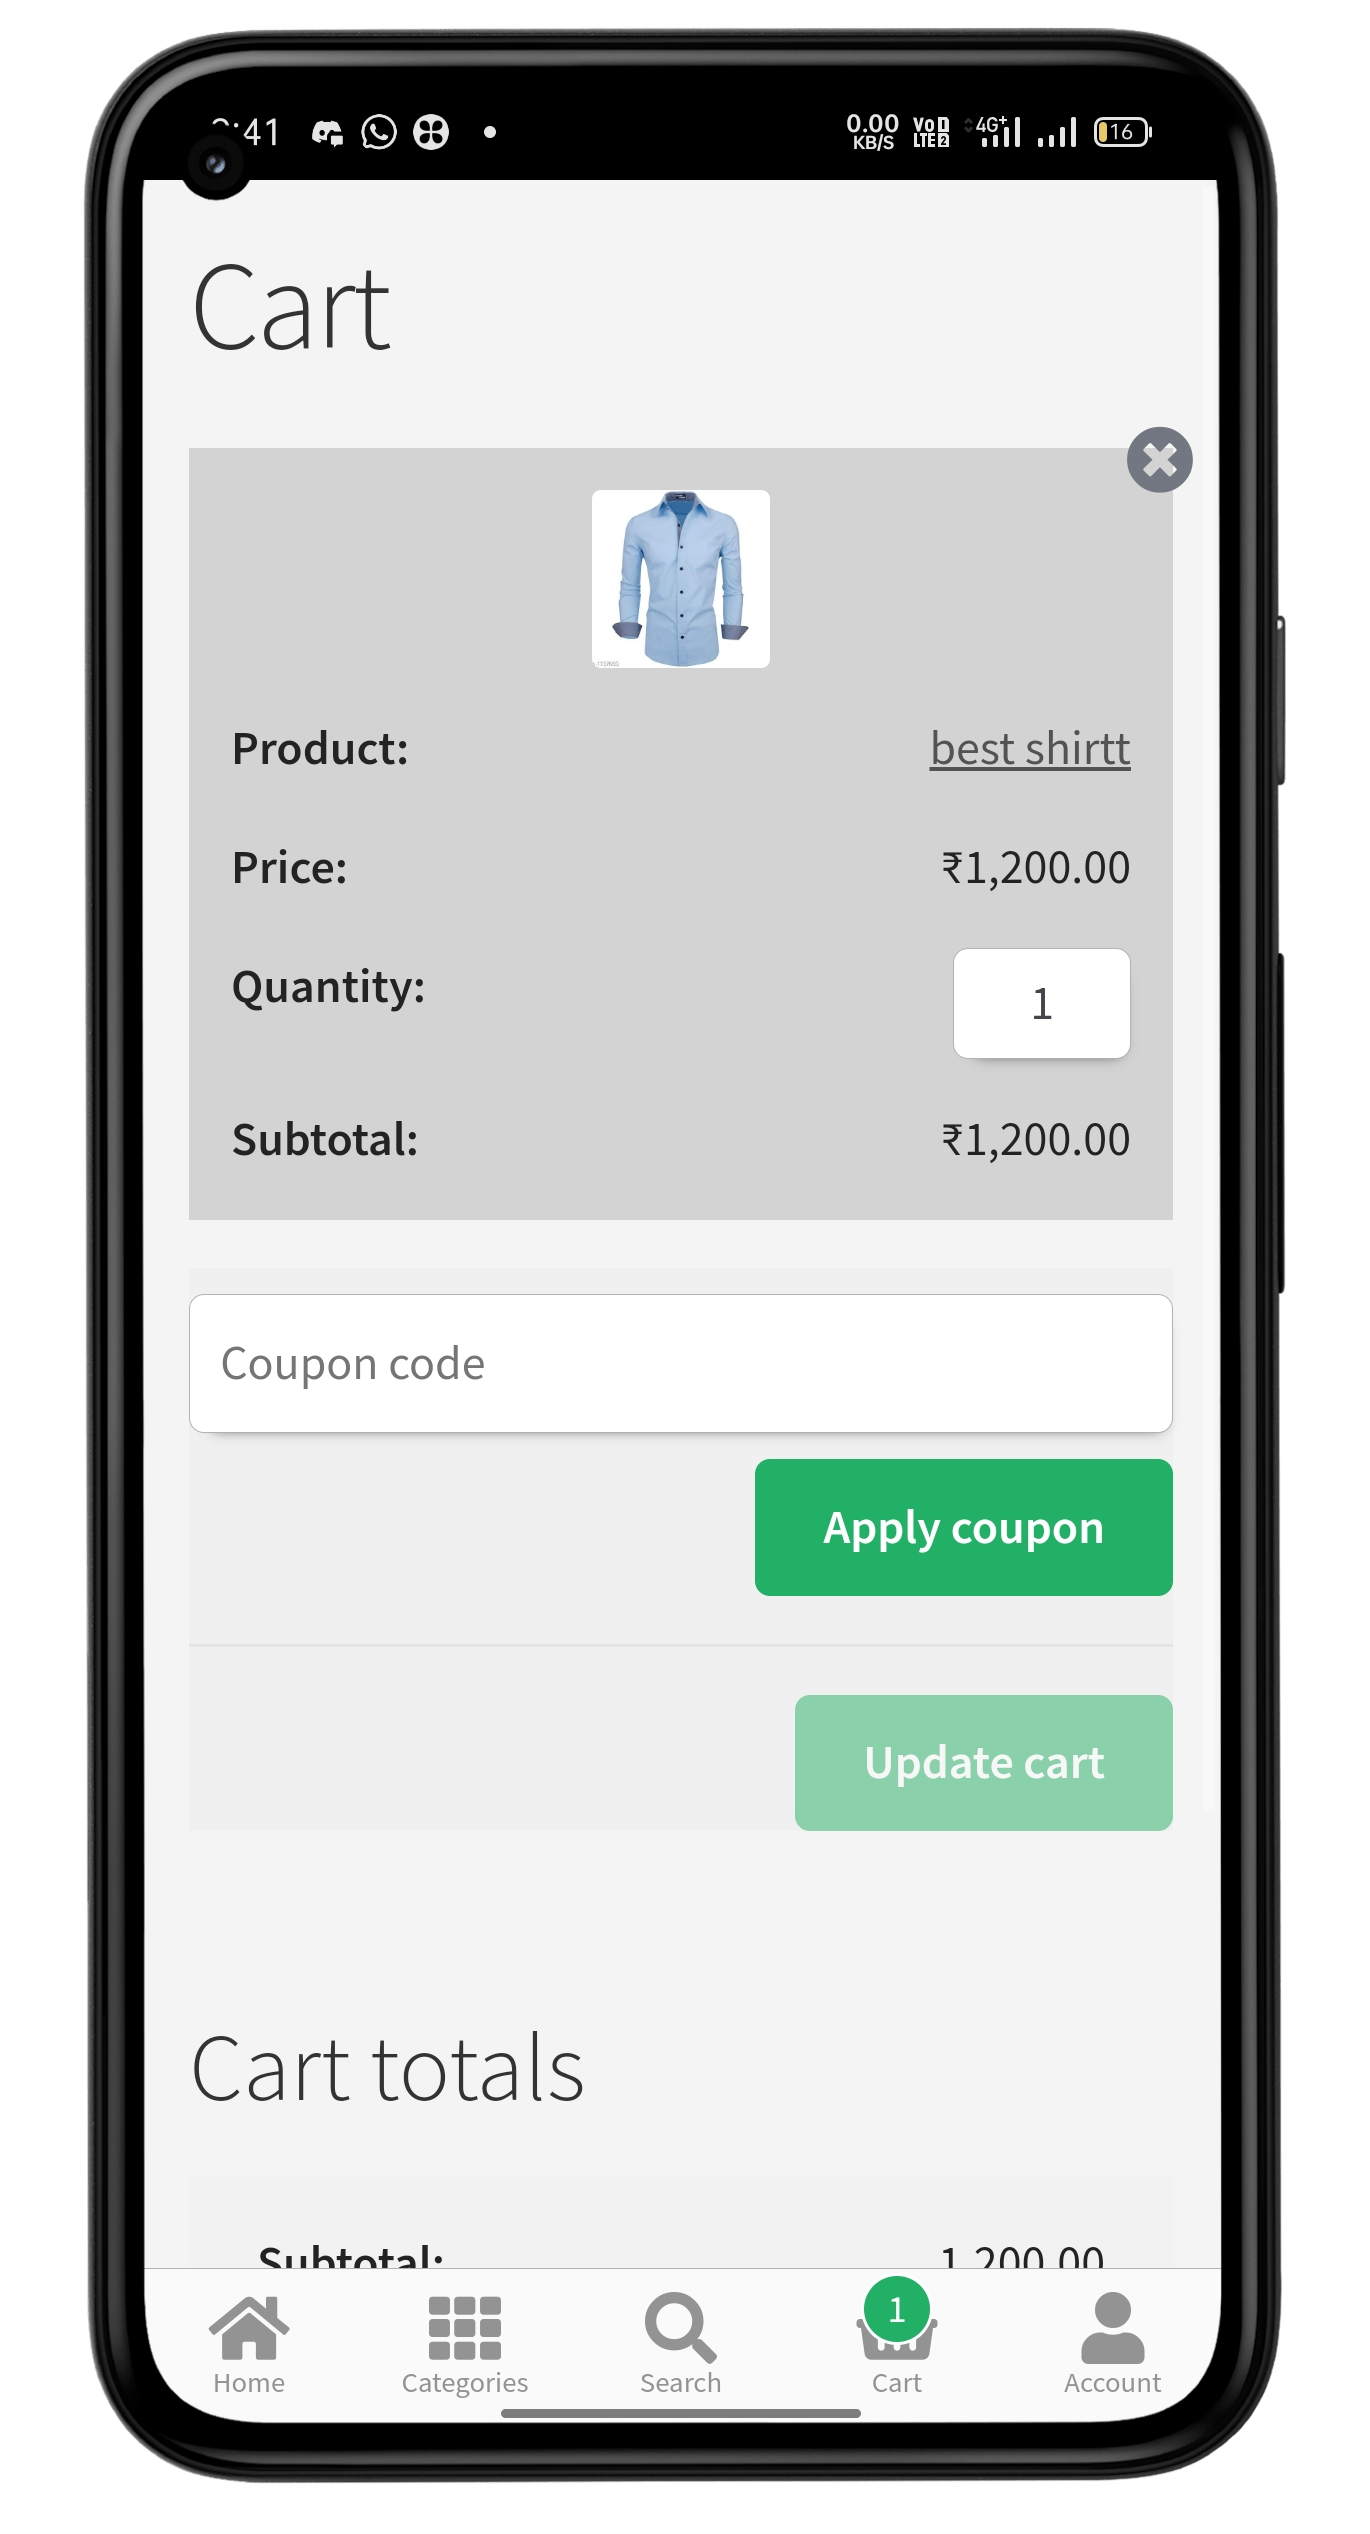 :41
0.00 KB/S VoD LTE2 4G+ 16
Cart
Product: best shirtt
Price: ₹1,200.00
Quantity: 1
Subtotal: ₹1,200.00
Coupon code
Apply coupon
Update cart
Cart totals
Subtotal: 1,200.00
1
Home Categories Search Cart Account